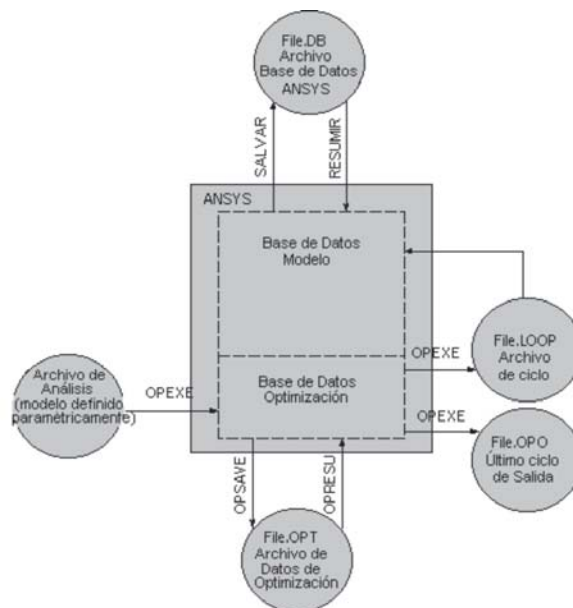 File.DB
Archivo
Base de Datos
ANSYS
SALVAR
RESUMIR
ANSYS
Base de Datos
Modelo
File.LOOP
Archivo
de ciclo
OPEXE
Archivo de
Análisis
(modelo definido
paramétricamente)
OPEXE
Base de Datos
Optimización
OPEXE
File.OPO
Último ciclo
de Salida
OPSAVE
OPRESU
File.OPT
Archivo de
Datos de
Optimización